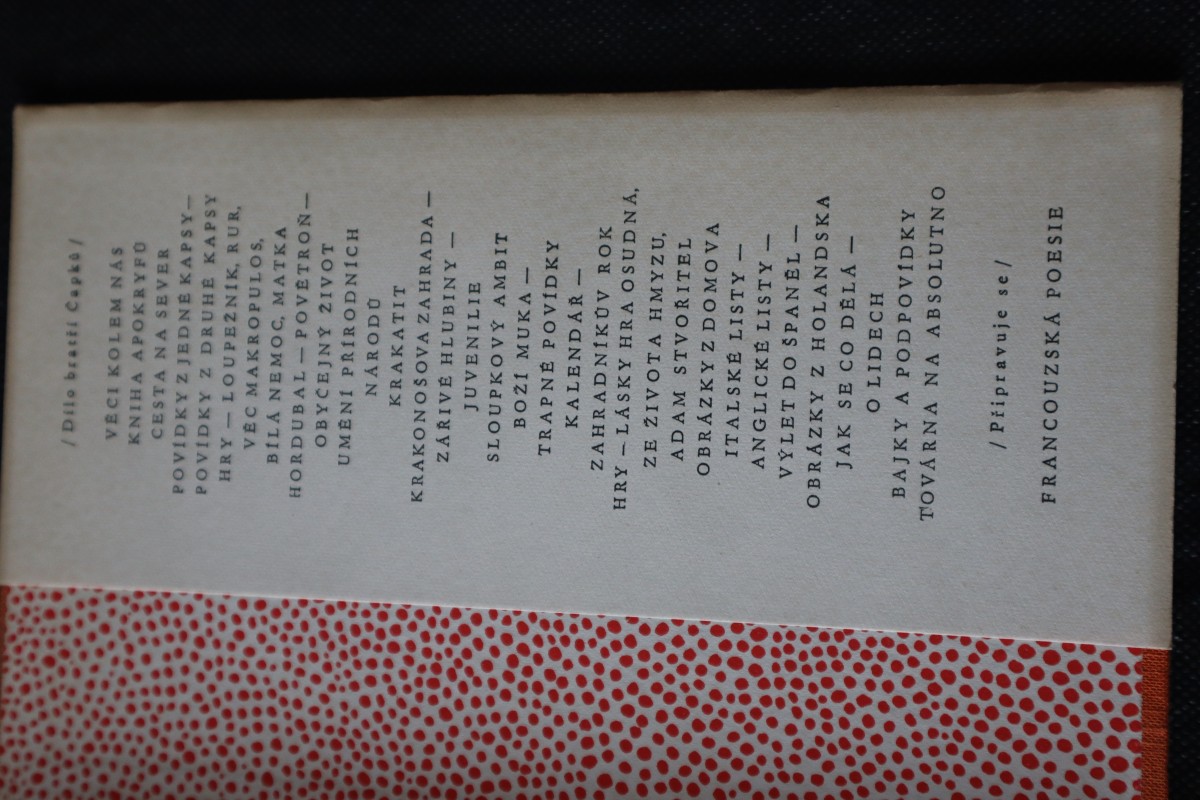 /Dílo bratří Čapků/
VĚCI KOLEM NÁS
KNIHA APOKRYFŮ
CESTA NA SEVER
POVÍDKY Z JEDNÉ KAPSY—
POVÍDKY Z DRUHÉ KAPSY
HRY — LOUPEŽNÍK, RUR,
VĚC MAKROPULOS,
BÍLÁ NEMOC, MATKA
HORDUBAL — POVĚTROŇ—
OBYČEJNÝ ŽIVOT
UMĚNÍ PŘÍRODNÍCH
NÁRODŮ
KRAKATIT
KRAKONOŠOVA ZAHRADA —
ZÁŘIVÉ HLUBINY —
JUVENILIE
SLOUPKOVÝ AMBIT
BOŽÍ MUKA —
TRAPNÉ POVÍDKY
KALENDÁŘ —
ZAHRADNÍKŮV ROK
HRY — LÁSKY HRA OSUDNÁ,
ZE ŽIVOTA HMYZU,
ADAM STVOŘITEL
OBRÁZKY Z DOMOVA
ITALSKÉ LISTY —
ANGLICKÉ LISTY —
VÝLET DO ŠPANĚL —
OBRÁZKY Z HOLANDSKA
JAK SE CO DĚLÁ —
O LIDECH
BAJKY A PODPOVÍDKY
TOVÁRNA NA ABSOLUTNO
/Připravuje se/
FRANCOUZSKÁ POESIE